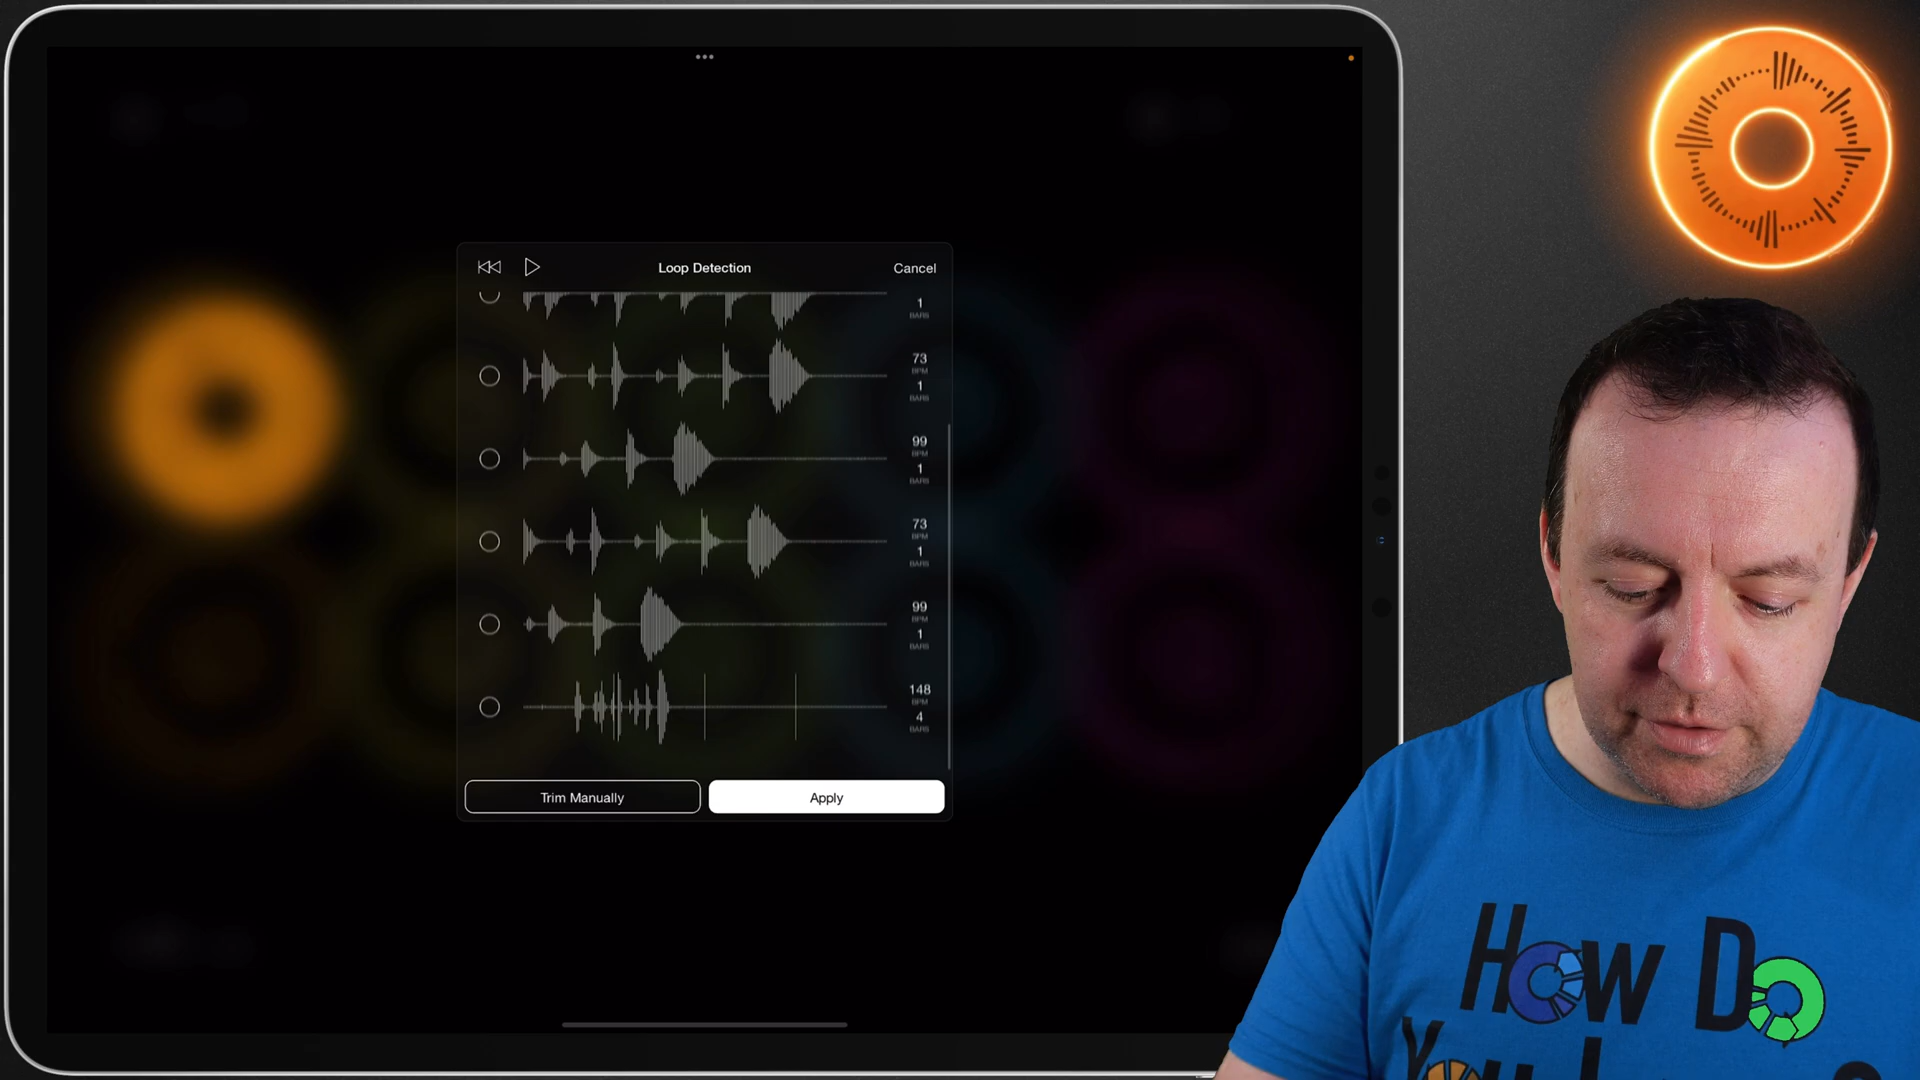 Loop Detection
Cancel
1
BARS
73
BPM
1
BARS
99
BPM
1
BARS
73
BPM
1
BARS
99
BPM
1
BARS
148
BPM
4
BARS
Trim Manually
Apply
How Do